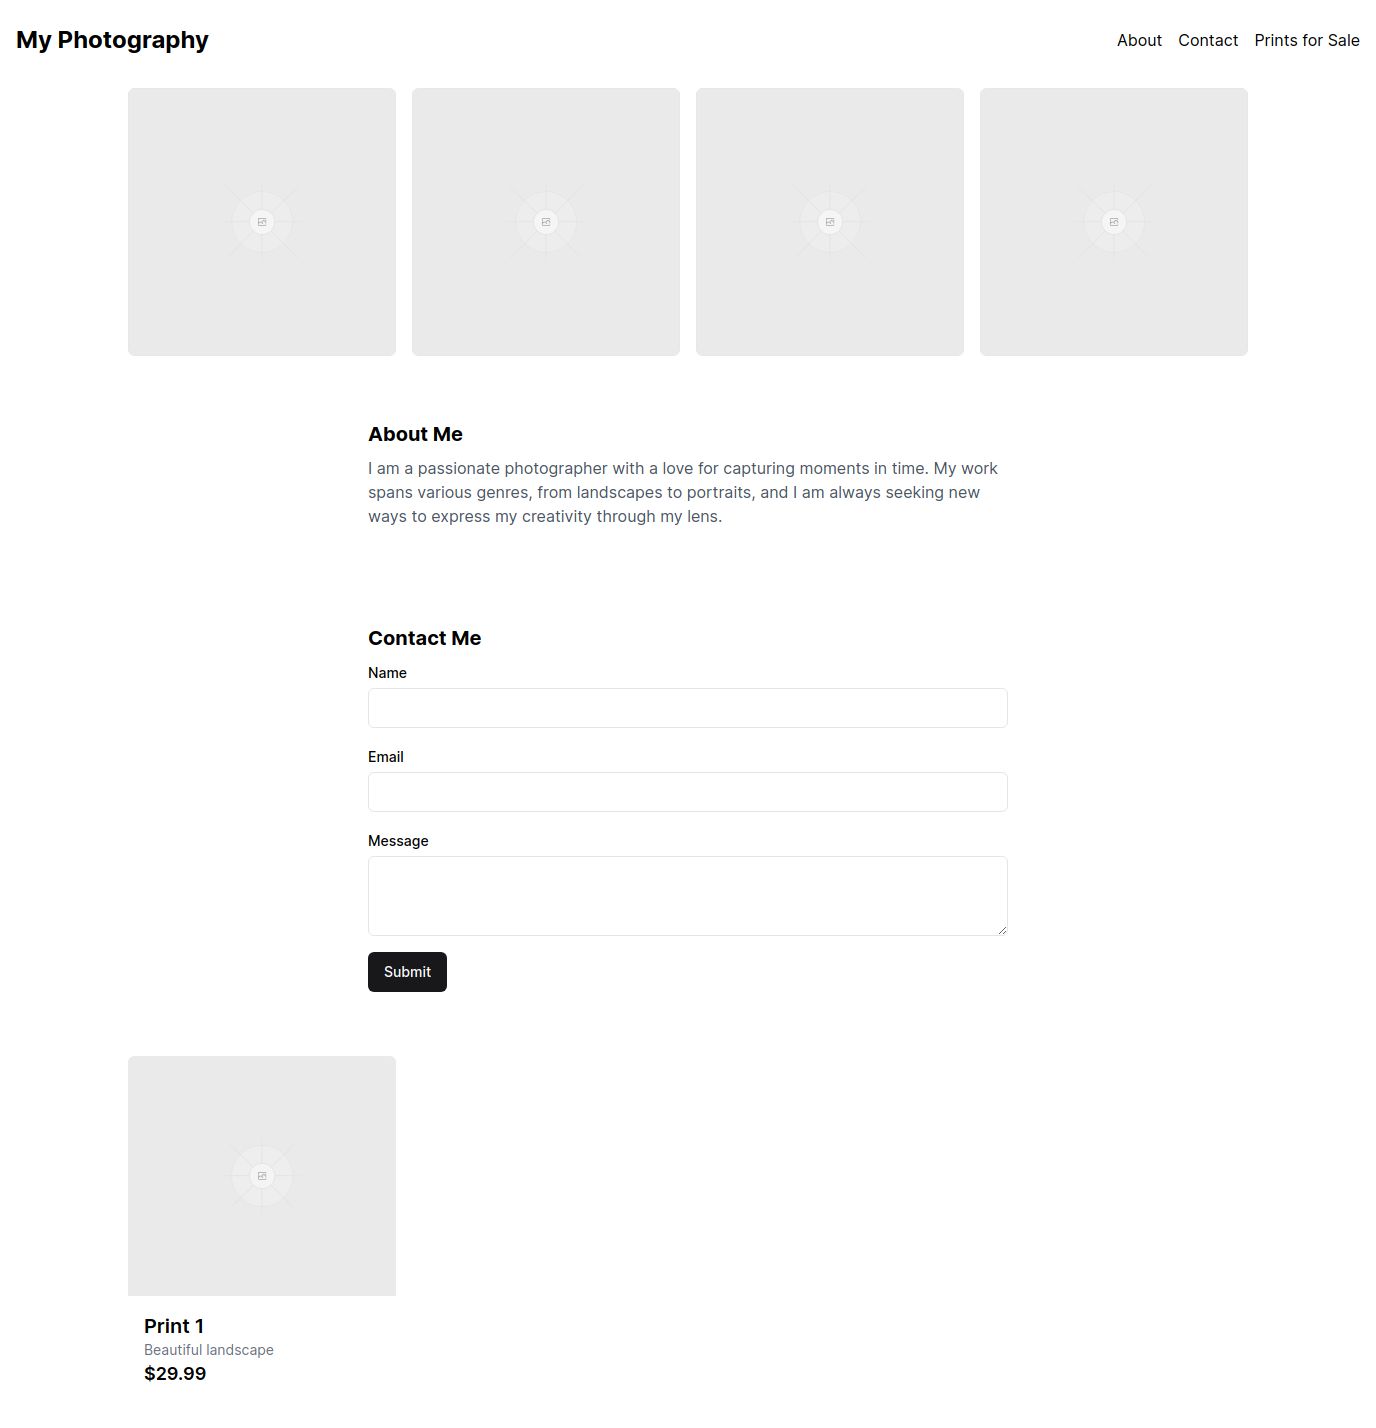 My Photography
About Contact Prints for Sale
About Me
I am a passionate photographer with a love for capturing moments in time. My work
spans various genres, from landscapes to portraits, and I am always seeking new
ways to express my creativity through my lens.
Contact Me
Name
Email
Message
Submit
Print 1
Beautiful landscape
$29.99